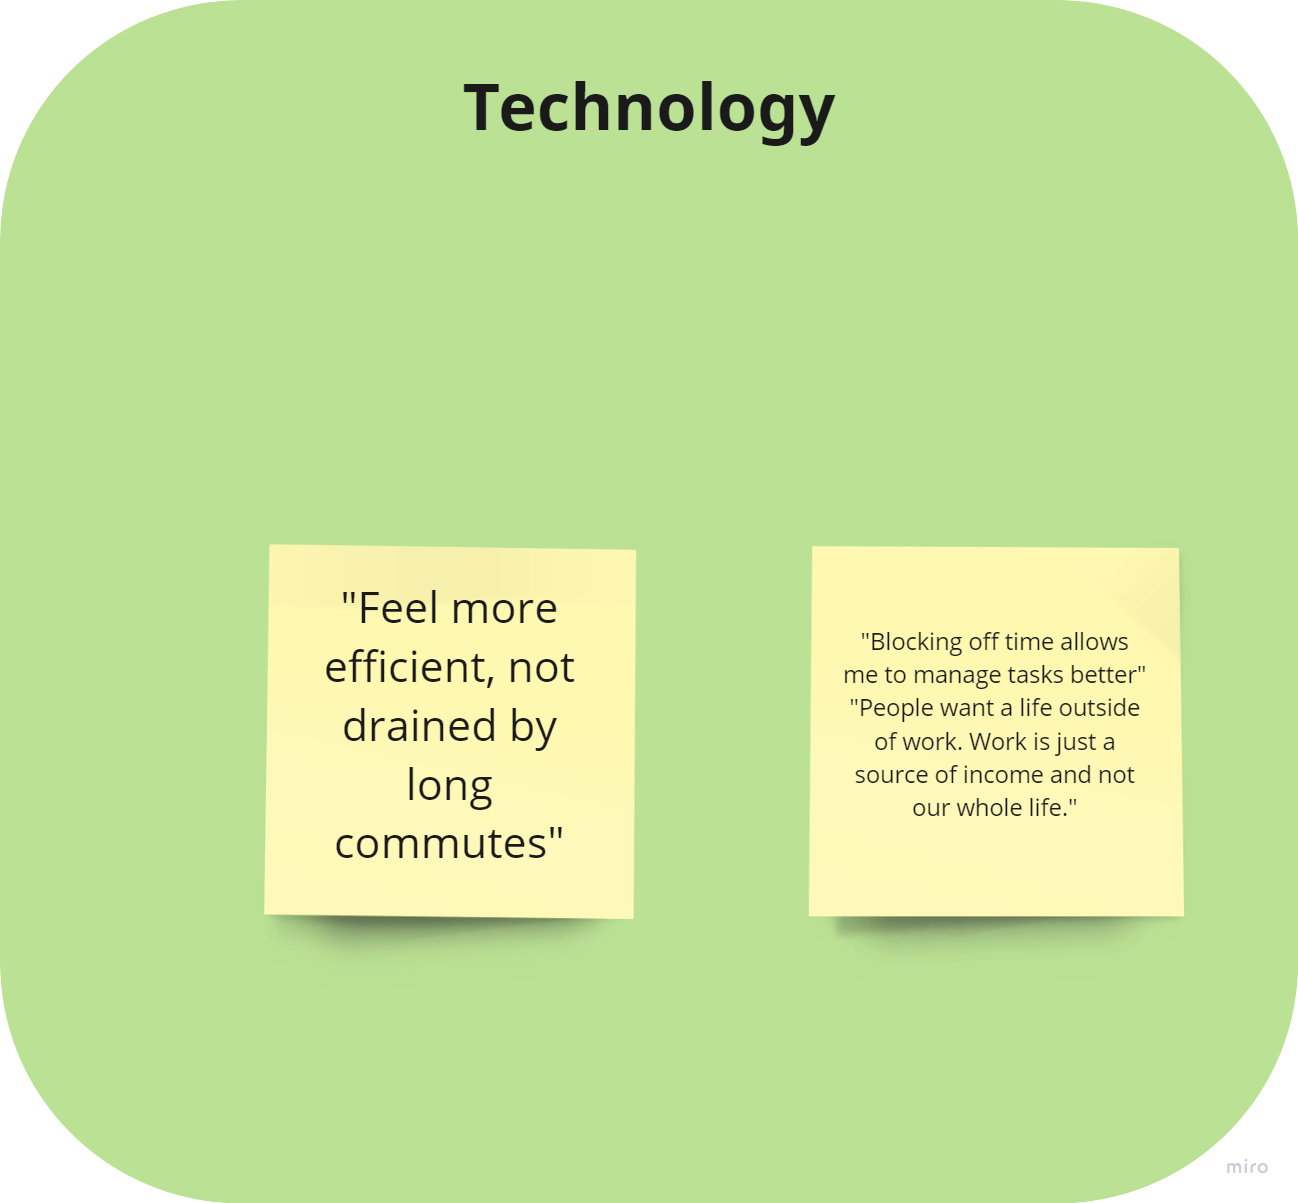 Technology
"Feel more
efficient, not
drained by
long
commutes"
"Blocking off time allows
me to manage tasks better"
"People want a life outside
of work. Work is just a
source of income and not
our whole life."
miro